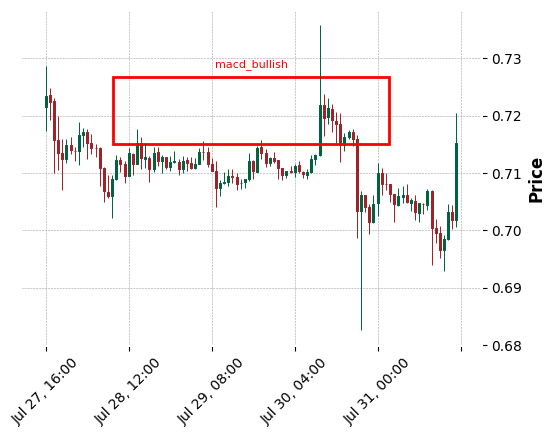 macd_bullish
0.73
0.72
0.71
0.70
0.69
0.68
Price
Jul 27, 16:00
Jul 28, 12:00
Jul 29, 08:00
Jul 30, 04:00
Jul 31, 00:00